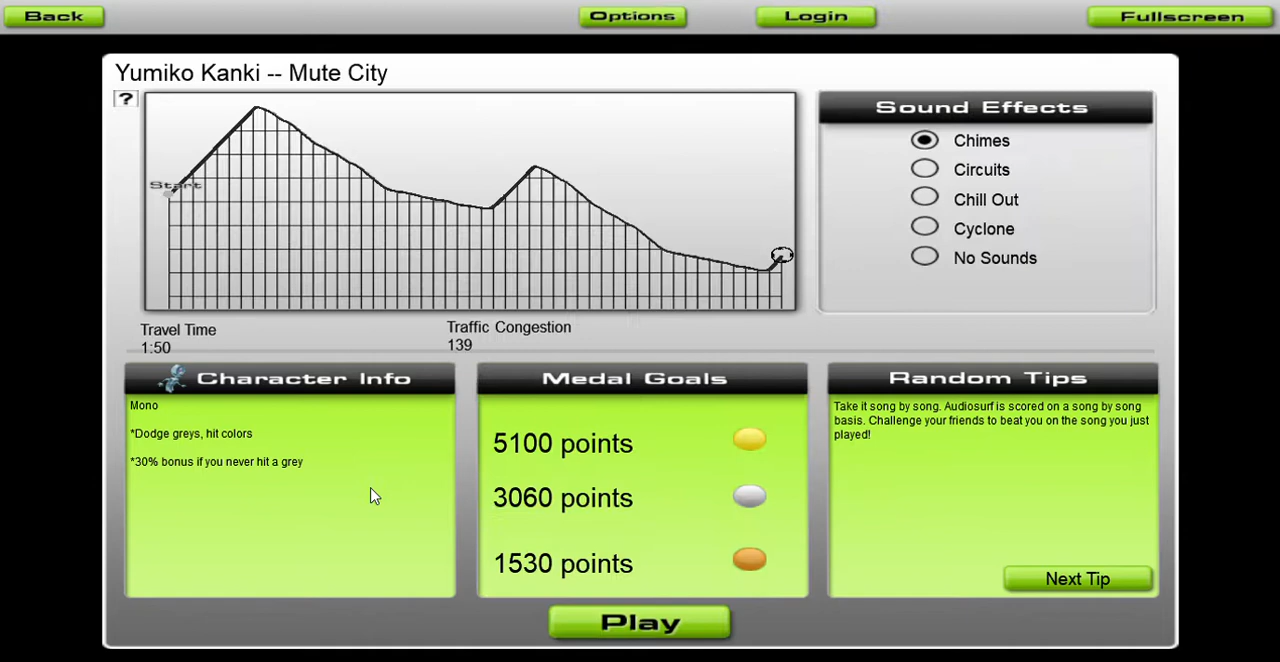 Back
Options
Login
Fullscreen
Yumiko Kanki -- Mute City
?
Start
Travel Time
1:50
Traffic Congestion
139
Sound Effects
Chimes
Circuits
Chill Out
Cyclone
No Sounds
Character Info
Mono
*Dodge greys, hit colors
*30% bonus if you never hit a grey
Medal Goals
5100 points
3060 points
1530 points
Random Tips
Take it song by song. Audiosurf is scored on a song by song
basis. Challenge your friends to beat you on the song you just
played!
Next Tip
Play